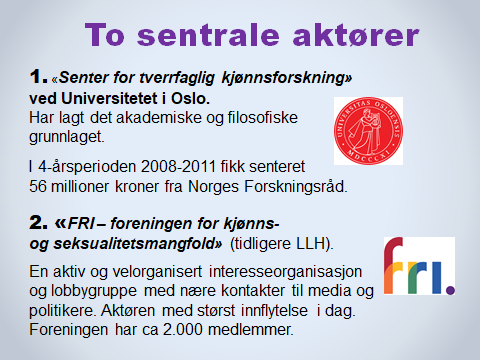 To sentrale aktører
1. «Senter for tverrfaglig kjønnsforskning»
ved Universitetet i Oslo.
Har lagt det akademiske og filosofiske
grunnlaget.
I 4-årsperioden 2008-2011 fikk senteret
56 millioner kroner fra Norges Forskningsråd.
UNIVERSITAS OSLOENSIS
MDCCCXI
2. «FRI – foreningen for kjønns-
og seksualitetsmangfold» (tidligere LLH).
fri.
En aktiv og velorganisert interesseorganisasjon
og lobbygruppe med nære kontakter til media og
politikere. Aktøren med størst innflytelse i dag.
Foreningen har ca 2.000 medlemmer.